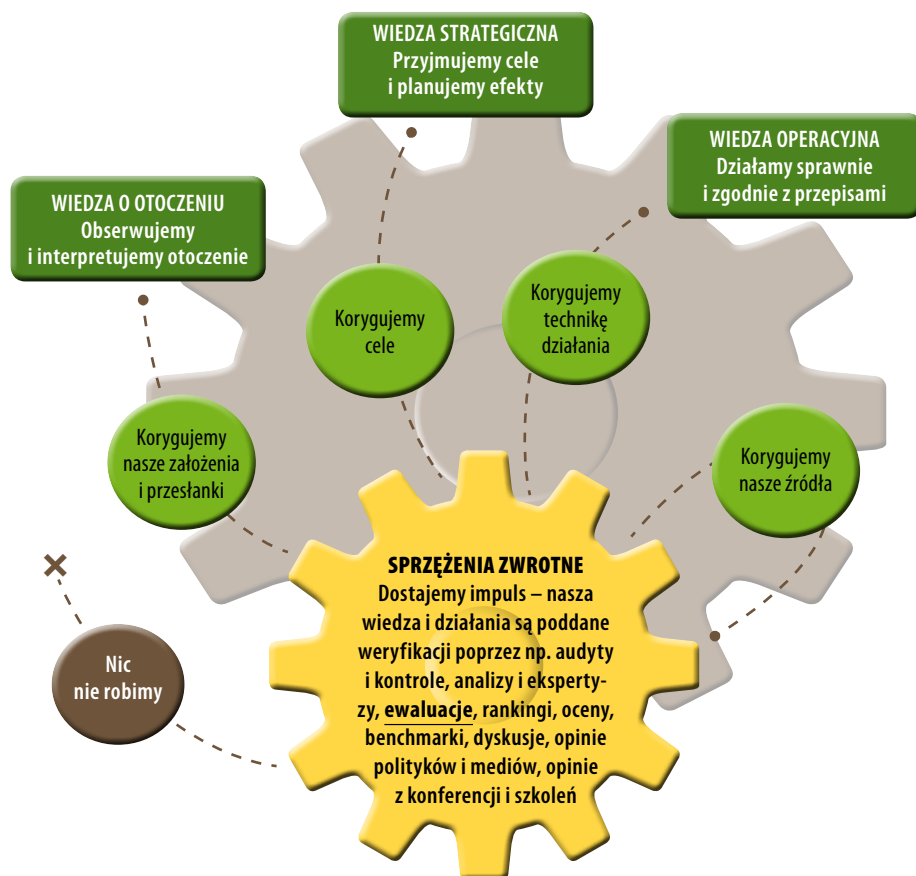 WIEDZA STRATEGICZNA
Przyjmujemy cele
i planujemy efekty
WIEDZA OPERACYJNA
Działamy sprawnie
i zgodnie z przepisami
WIEDZA O OTOCZENIU
Obserwujemy
i interpretujemy otoczenie
Korygujemy
cele
Korygujemy
technikę
działania
Korygujemy
nasze założenia
i przesłanki
Korygujemy
nasze źródła
Nic
nie robimy
SPRZĘŻENIA ZWROTNE
Dostajemy impuls – nasza
wiedza i działania są poddane
weryfikacji poprzez np. audyty
i kontrole, analizy i eksperty-
zy, ewaluacje, rankingi, oceny,
benchmarki, dyskusje, opinie
polityków i mediów, opinie
z konferencji i szkoleń